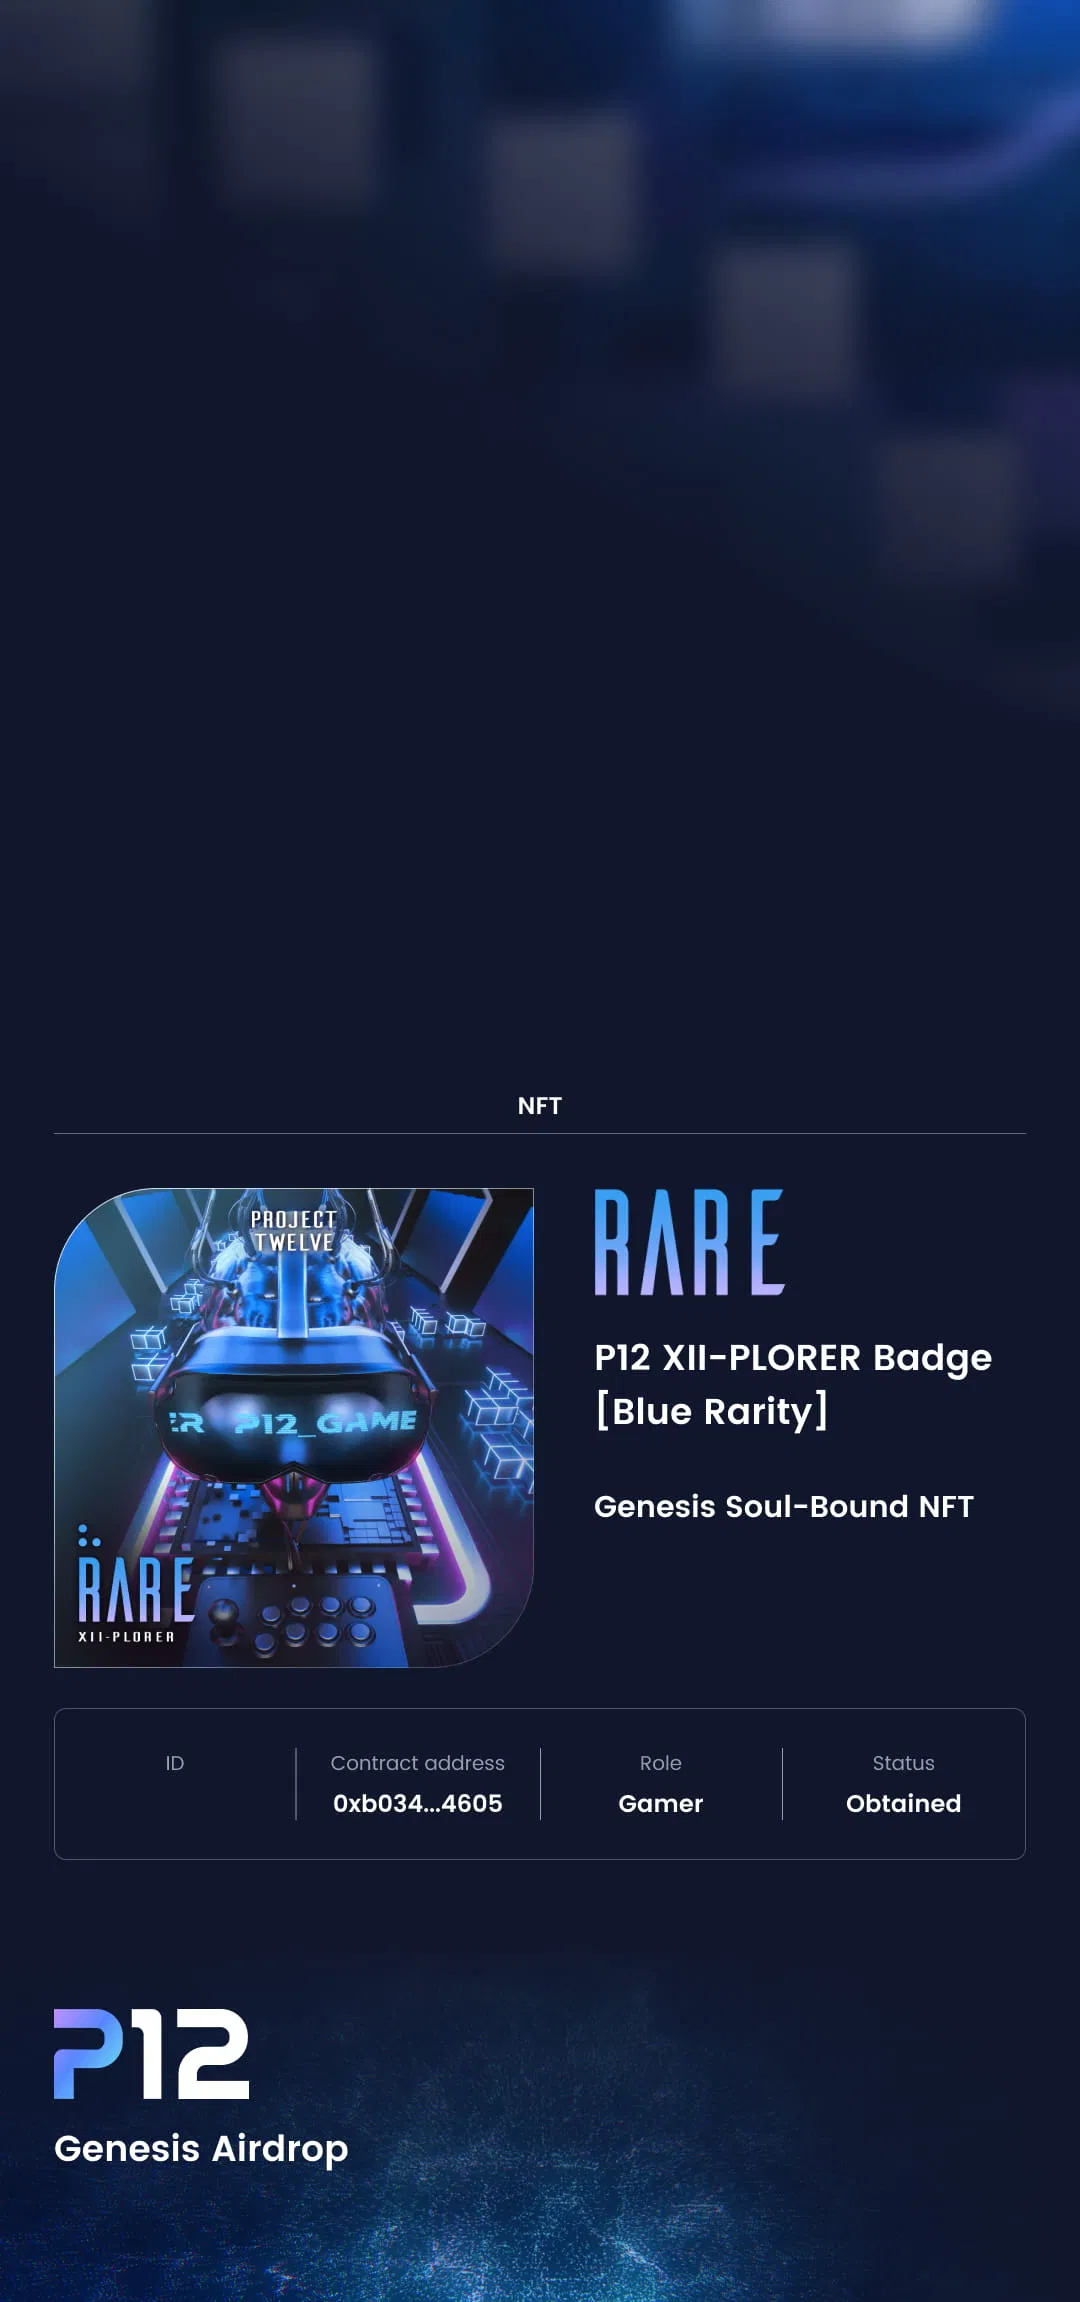 NFT
PROJECT
TWELVE
:R P12_GAME
RARE
XII-PLORER
RARE
P12 XII-PLORER Badge
[Blue Rarity]
Genesis Soul-Bound NFT
ID
Contract address
0xb034...4605
Role
Gamer
Status
Obtained
P12
Genesis Airdrop